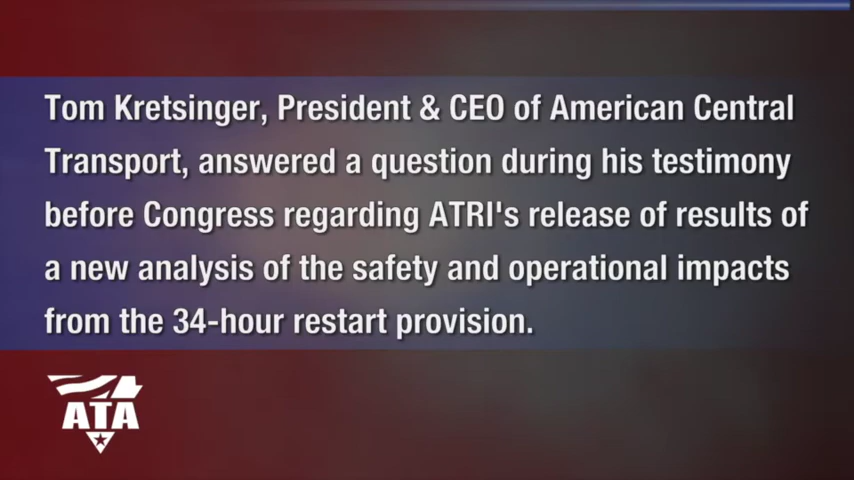 Tom Kretsinger, President & CEO of American Central
Transport, answered a question during his testimony
before Congress regarding ATRI's release of results of
a new analysis of the safety and operational impacts
from the 34-hour restart provision.
ATA